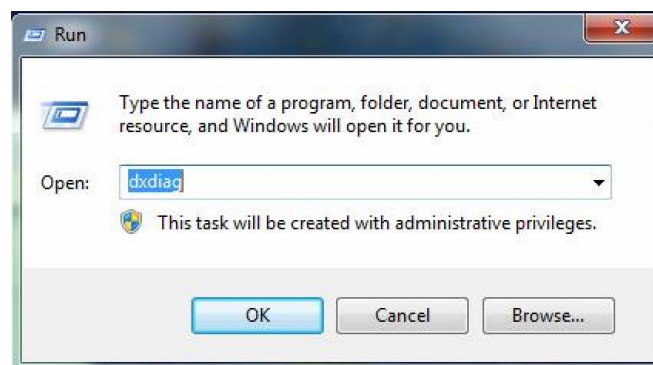 Run
Type the name of a program, folder, document, or Internet
resource, and Windows will open it for you.
Open: dxdiag
This task will be created with administrative privileges.
OK Cancel Browse...